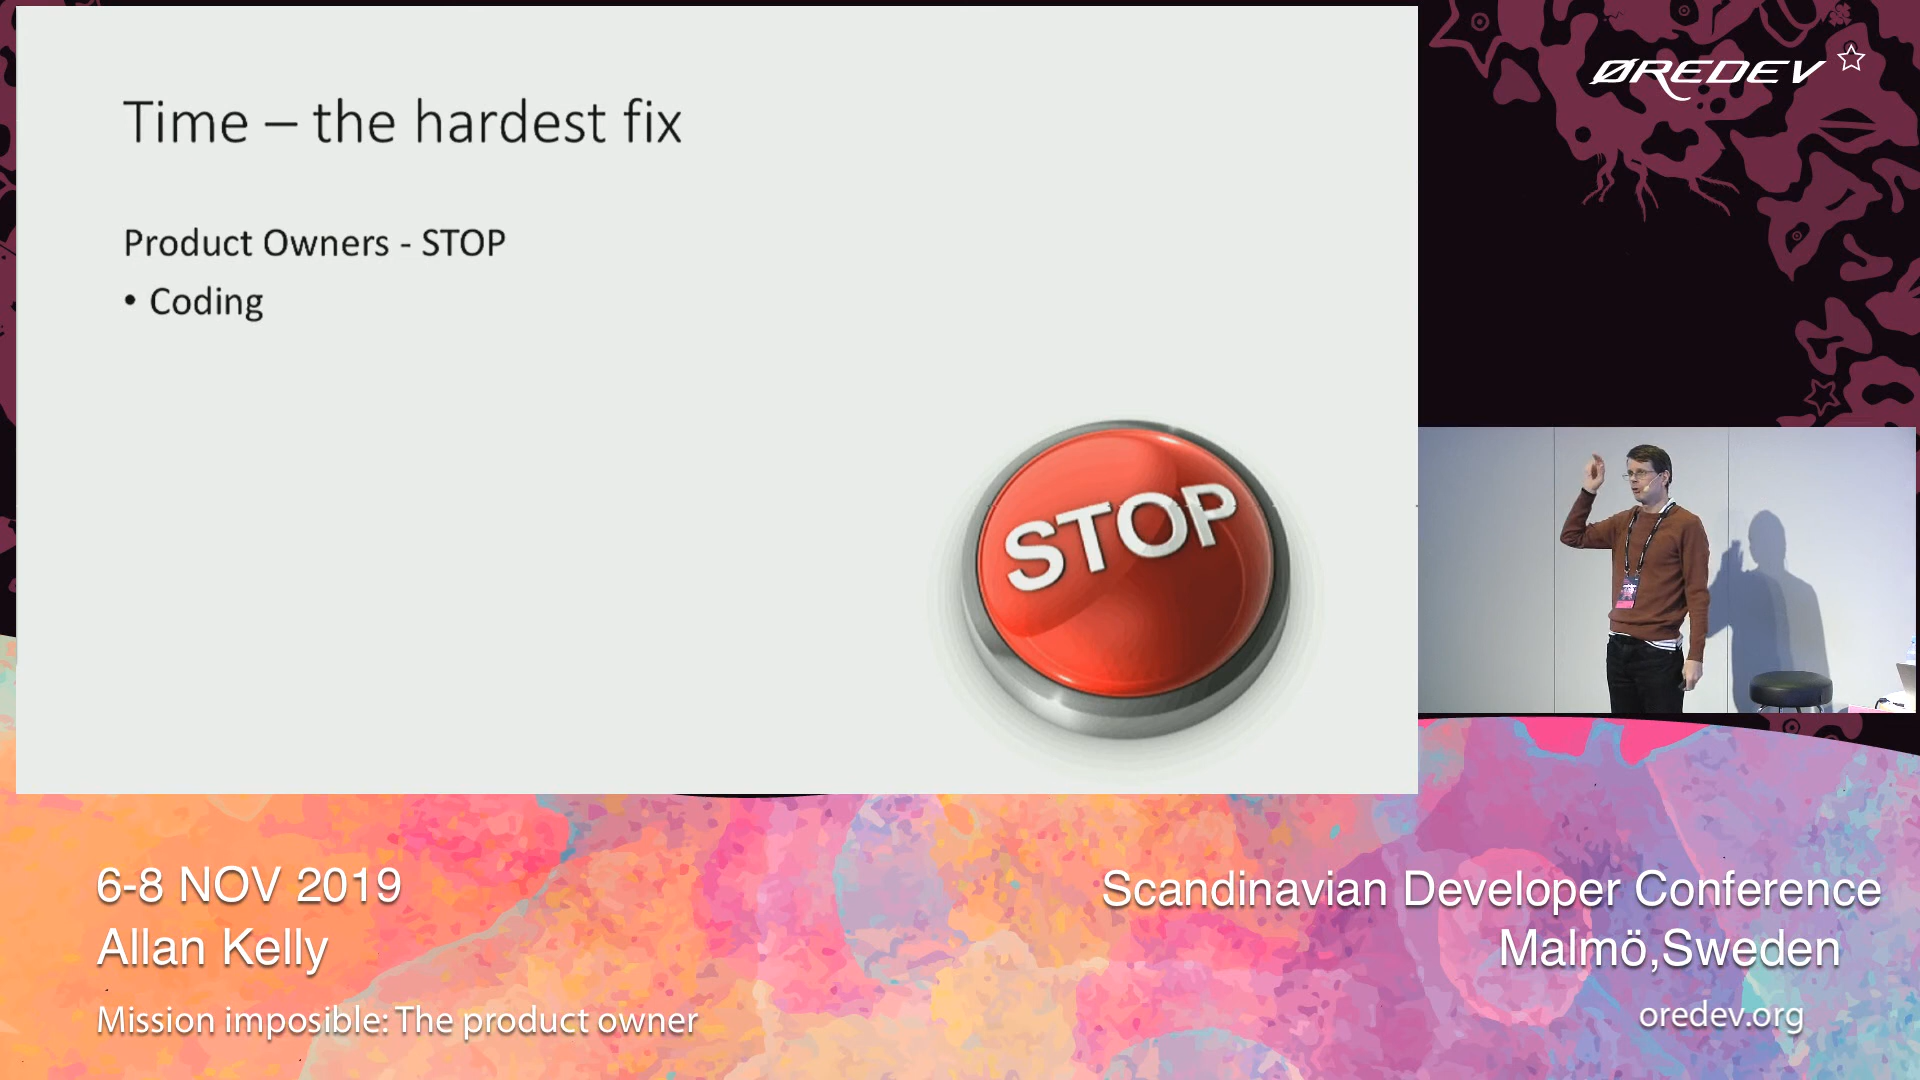 Time – the hardest fix
Product Owners - STOP
• Coding
STOP
ØREDEV
6-8 NOV 2019
Allan Kelly
Mission imposible: The product owner
Scandinavian Developer Conference
Malmö,Sweden
oredev.org